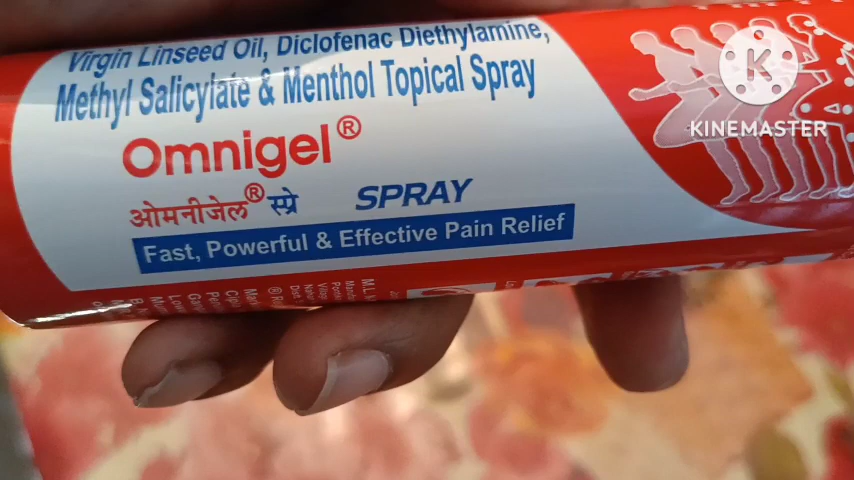 Virgin Linseed Oil, Diclofenac Diethylamine,
Methyl Salicylate & Menthol Topical Spray
Omnigel®
ओमनीजेल® स्प्रे SPRAY
Fast, Powerful & Effective Pain Relief
K
KINEMASTER